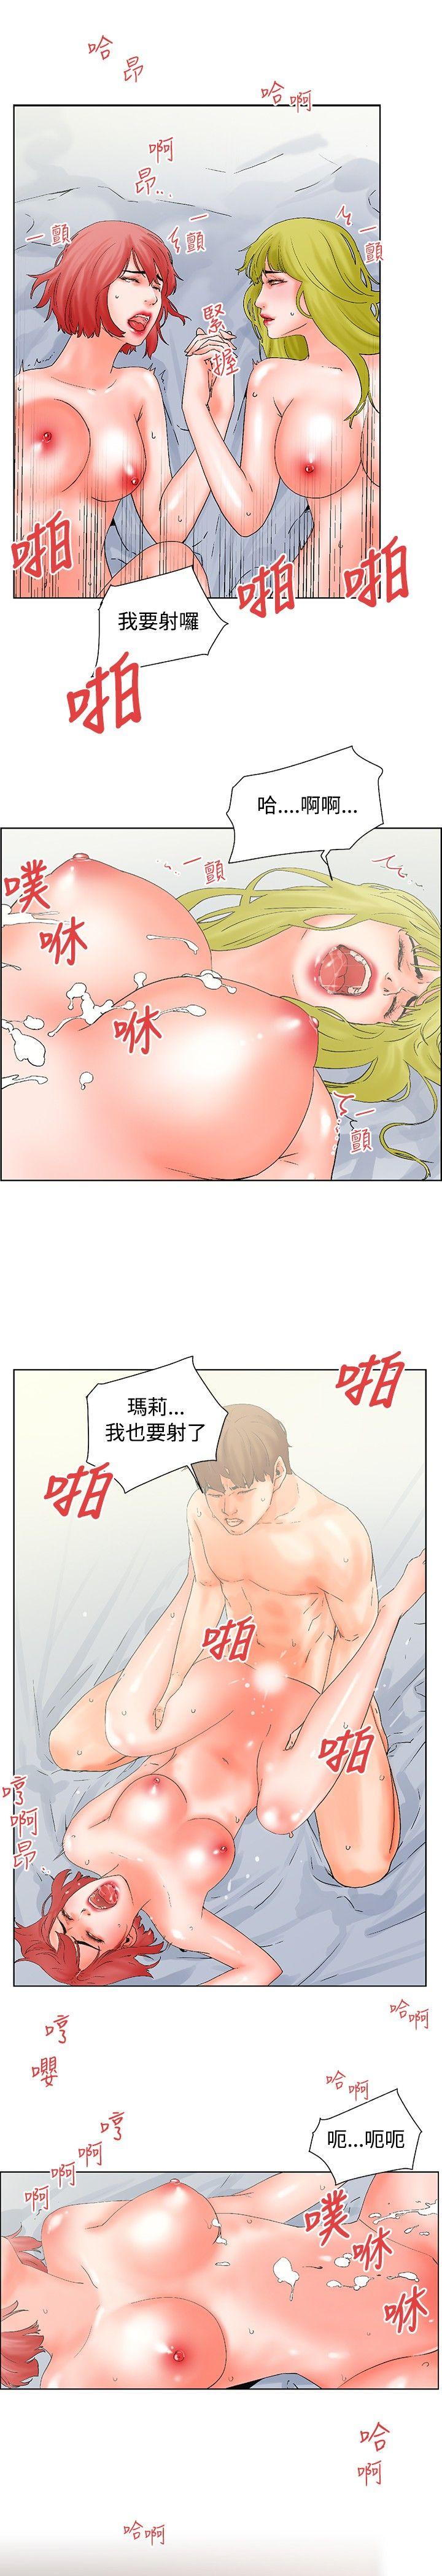 哈
昂
哈啊
啊
昂..
一顫
一顫
一顫
緊
握
啪
啪
啪
我要射囉
啪
哈....啊啊...
一顫
噗
咻
咻
一顫
啪
瑪莉...
我也要射了
啪
啪
啪
哼
啊
昂
哈啊
哼
嚶
哈啊
哼
啊
啊
啊
呃...呃呃
噗
咻
咻
哈
啊
哈啊